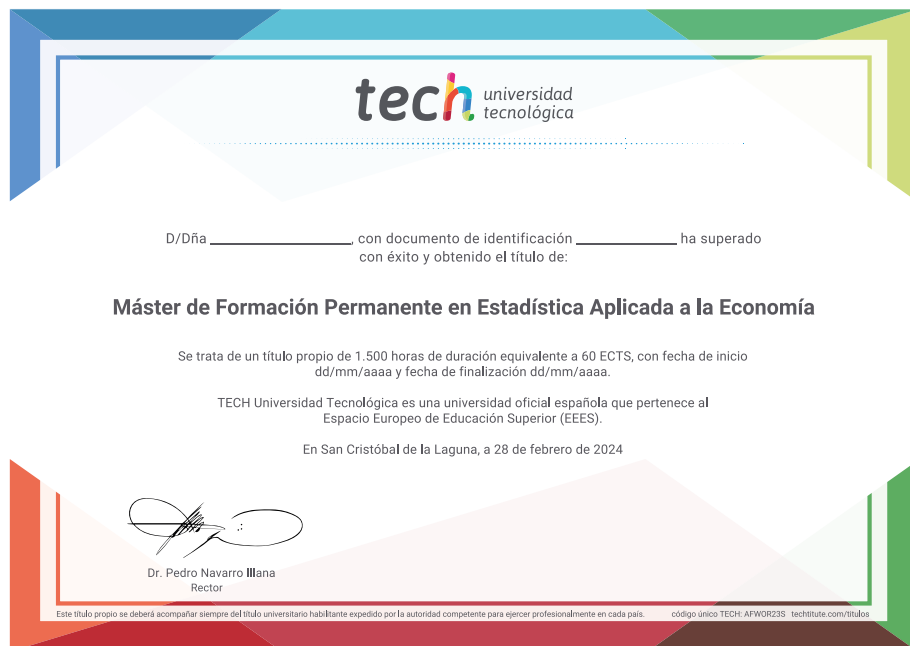 tech universidad
tecnológica
D/Dña ____________________, con documento de identificación ______________ ha superado
con éxito y obtenido el título de:
Máster de Formación Permanente en Estadística Aplicada a la Economía
Se trata de un título propio de 1.500 horas de duración equivalente a 60 ECTS, con fecha de inicio
dd/mm/aaaa y fecha de finalización dd/mm/aaaa.
TECH Universidad Tecnológica es una universidad oficial española que pertenece al
Espacio Europeo de Educación Superior (EEES).
En San Cristóbal de la Laguna, a 28 de febrero de 2024
Dr. Pedro Navarro Illana
Rector
Este título propio se deberá acompañar siempre del título universitario habilitante expedido por la autoridad competente para ejercer profesionalmente en cada país. código único TECH: AFWOR23S techtitute.com/titulos